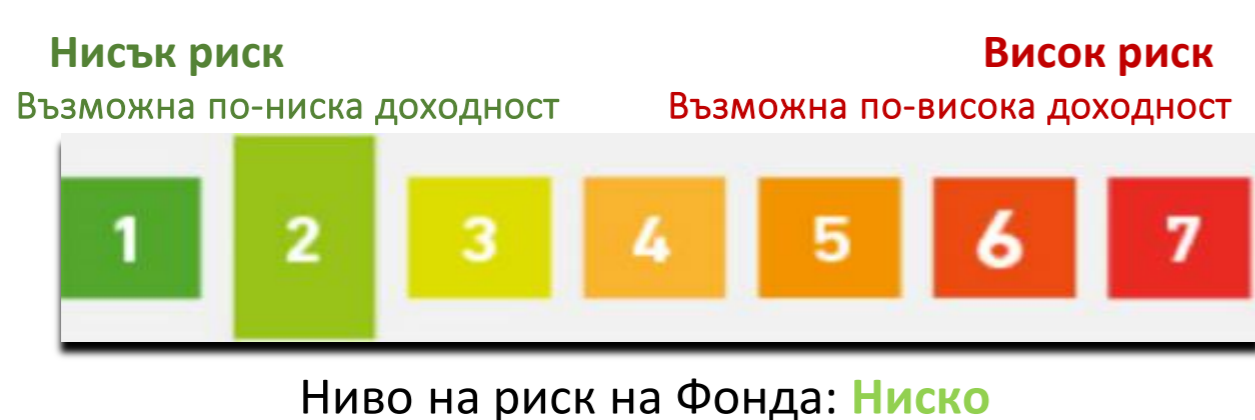 Нисък риск Висок риск
Възможна по-ниска доходност Възможна по-висока доходност
1 2 3 4 5 6 7
Ниво на риск на Фонда: Ниско